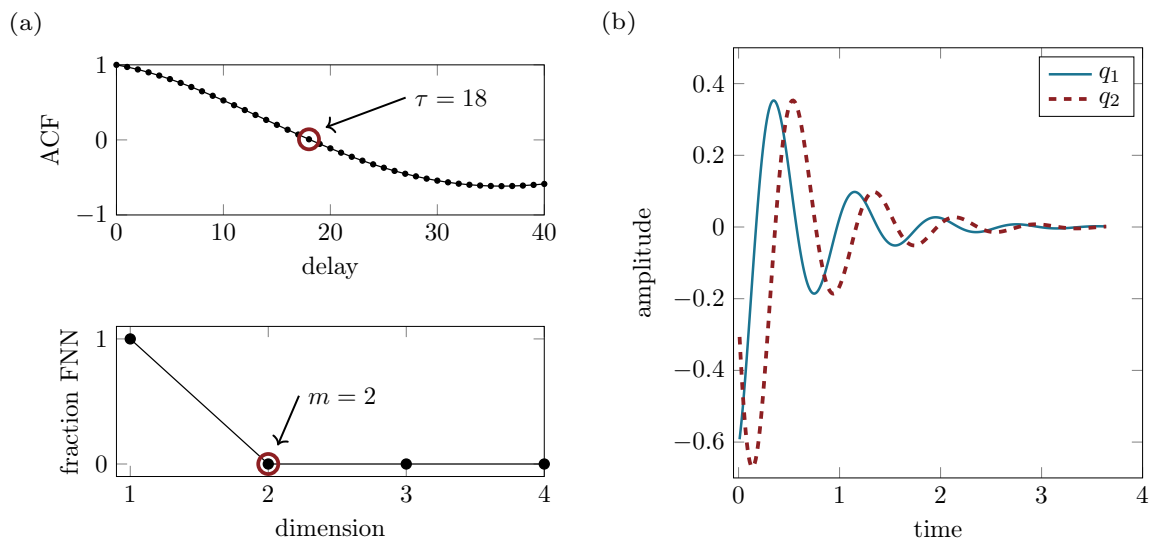 (a)
1
0
−1
ACF
τ = 18
0 10 20 30 40
delay
1
0
fraction FNN
m = 2
1 2 3 4
dimension
(b)
0.4
0.2
0
−0.2
−0.4
−0.6
amplitude
q1
q2
0 1 2 3 4
time